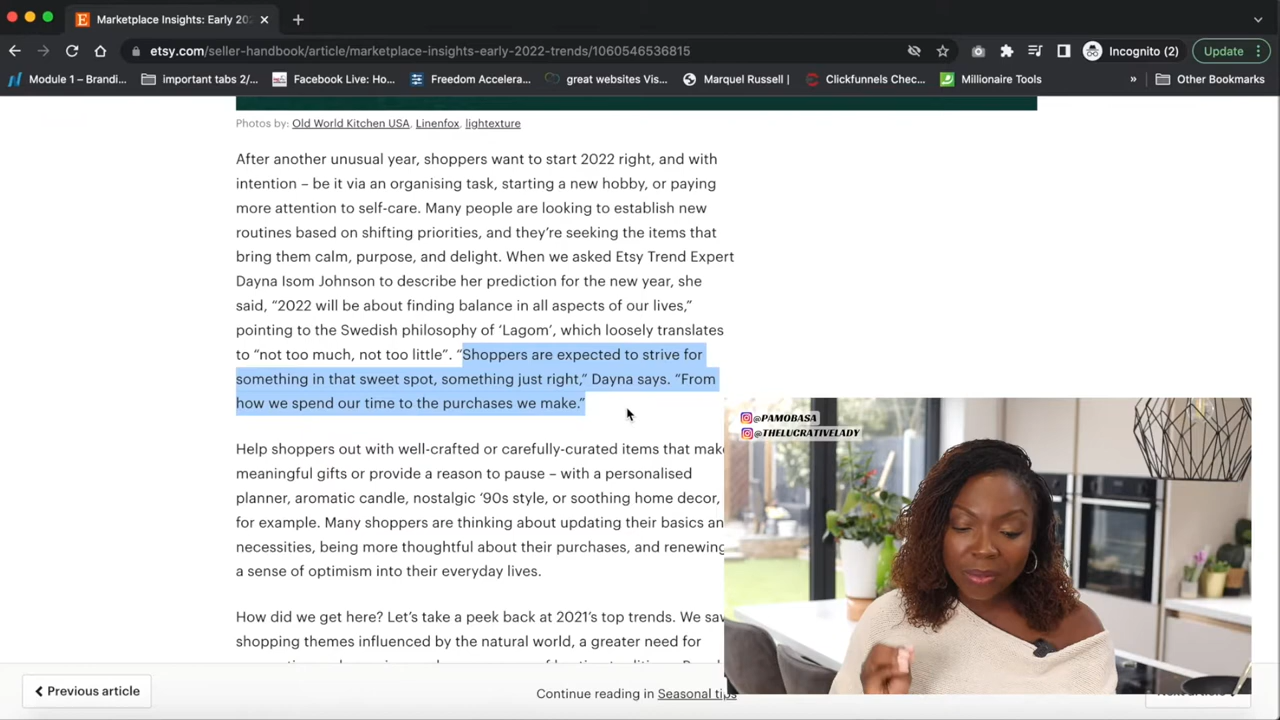 Marketplace Insights: Early 202
etsy.com/seller-handbook/article/marketplace-insights-early-2022-trends/1060546536815
Incognito (2)
Update
Module 1 – Brandi...
important tabs 2/...
Facebook Live: Ho...
Freedom Accelera...
great websites Vis...
Marquel Russell |
Clickfunnels Chec...
Millionaire Tools
»
Other Bookmarks
Photos by: Old World Kitchen USA, Linenfox, lightexture
After another unusual year, shoppers want to start 2022 right, and with
intention – be it via an organising task, starting a new hobby, or paying
more attention to self-care. Many people are looking to establish new
routines based on shifting priorities, and they're seeking the items that
bring them calm, purpose, and delight. When we asked Etsy Trend Expert
Dayna Isom Johnson to describe her prediction for the new year, she
said, “2022 will be about finding balance in all aspects of our lives,”
pointing to the Swedish philosophy of ‘Lagom’, which loosely translates
to “not too much, not too little”. “Shoppers are expected to strive for
something in that sweet spot, something just right,” Dayna says. “From
how we spend our time to the purchases we make.”
@PAMOBASA
@THELUCRATIVELADY
Help shoppers out with well-crafted or carefully-curated items that make
meaningful gifts or provide a reason to pause – with a personalised
planner, aromatic candle, nostalgic ‘90s style, or soothing home decor,
for example. Many shoppers are thinking about updating their basics an
necessities, being more thoughtful about their purchases, and renewing
a sense of optimism into their everyday lives.
How did we get here? Let’s take a peek back at 2021’s top trends. We saw
shopping themes influenced by the natural world, a greater need for
Previous article
Continue reading in Seasonal tips